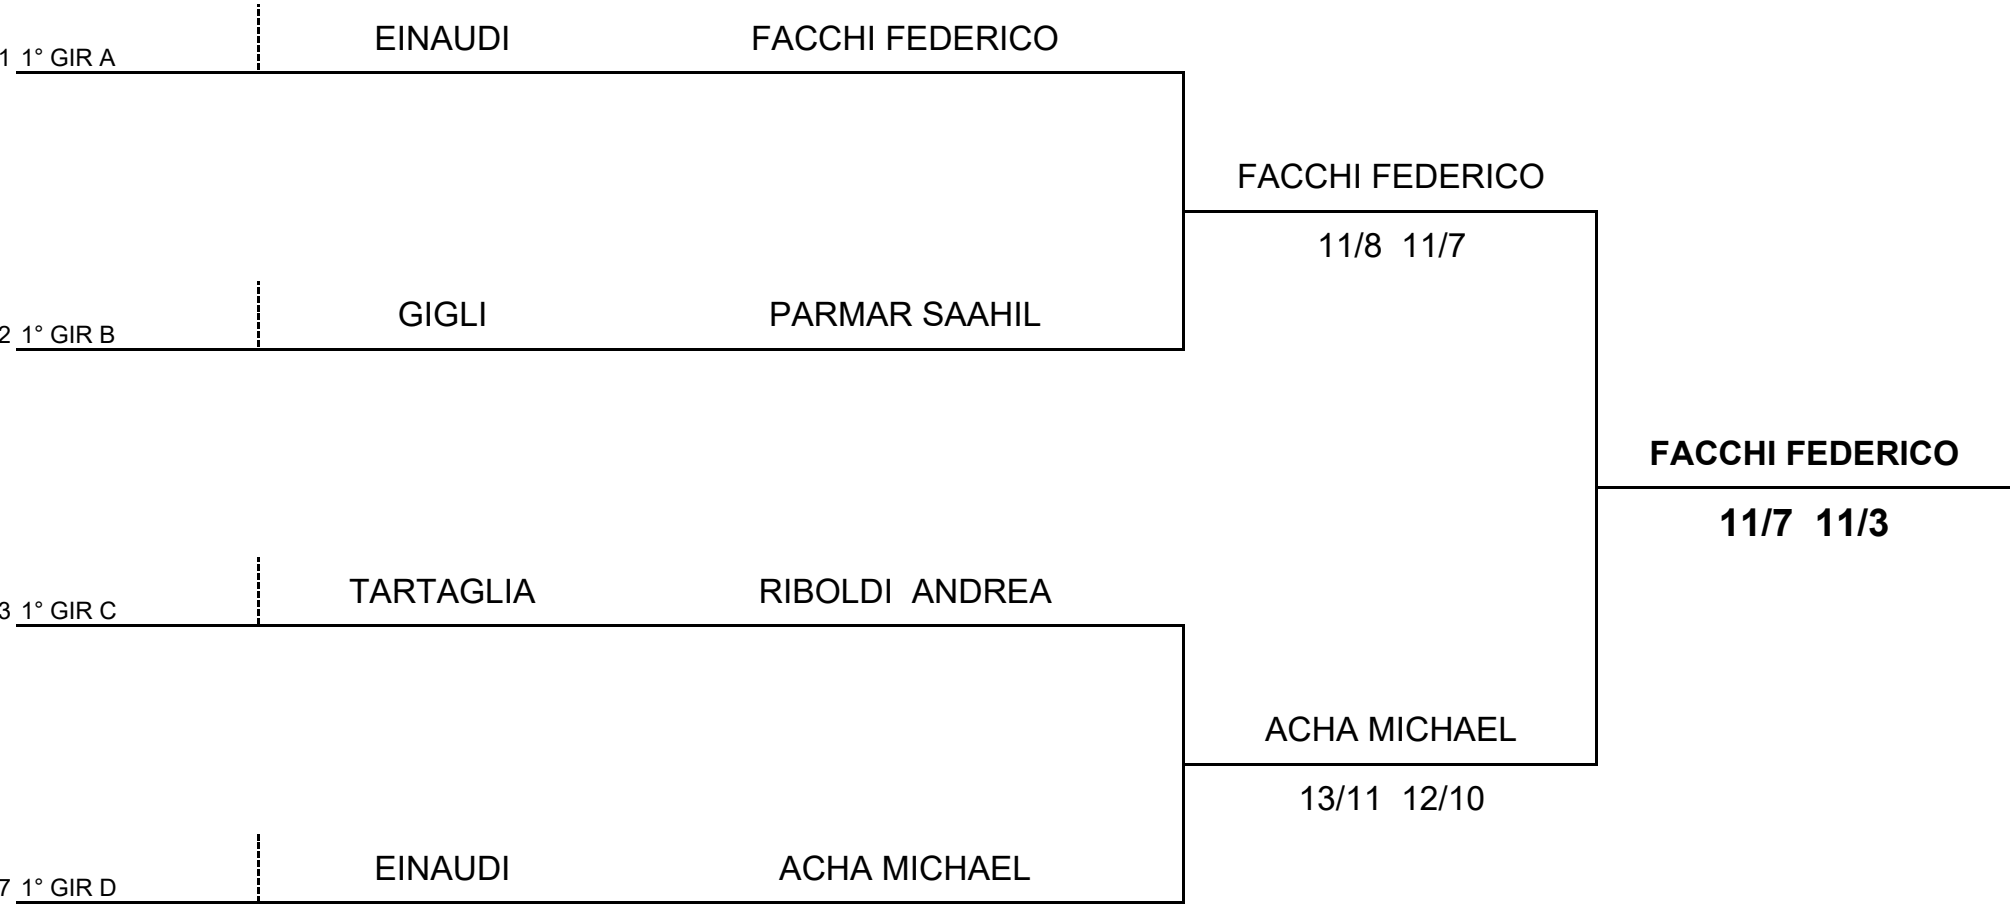 1 1° GIR A EINAUDI FACCHI FEDERICO
FACCHI FEDERICO
11/8 11/7
2 1° GIR B GIGLI PARMAR SAAHIL
FACCHI FEDERICO
11/7 11/3
3 1° GIR C TARTAGLIA RIBOLDI ANDREA
ACHA MICHAEL
13/11 12/10
7 1° GIR D EINAUDI ACHA MICHAEL